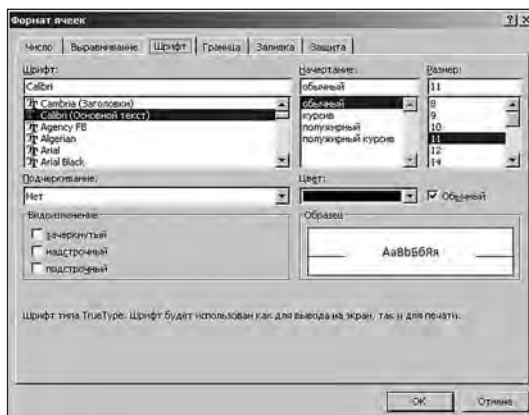 Формат ячеек
Число Выравнивание Шрифт Граница Заливка Защита
Шрифт: Начертание: Размер:
Calibri обычный 11
Cambria (Заголовки) обычный 8
Calibri (Основной текст) курсив 9
Agency FB полужирный 10
Algerian полужирный курсив 11
Arial 12
Arial Black 14
Подчеркивание: Цвет:
Нет Обычный
Видоизменение Образец
зачеркнутый
надстрочный АаВbБбЯя
подстрочный
Шрифт типа TrueType. Шрифт будет использован как для вывода на экран, так и для печати.
ОК Отмена